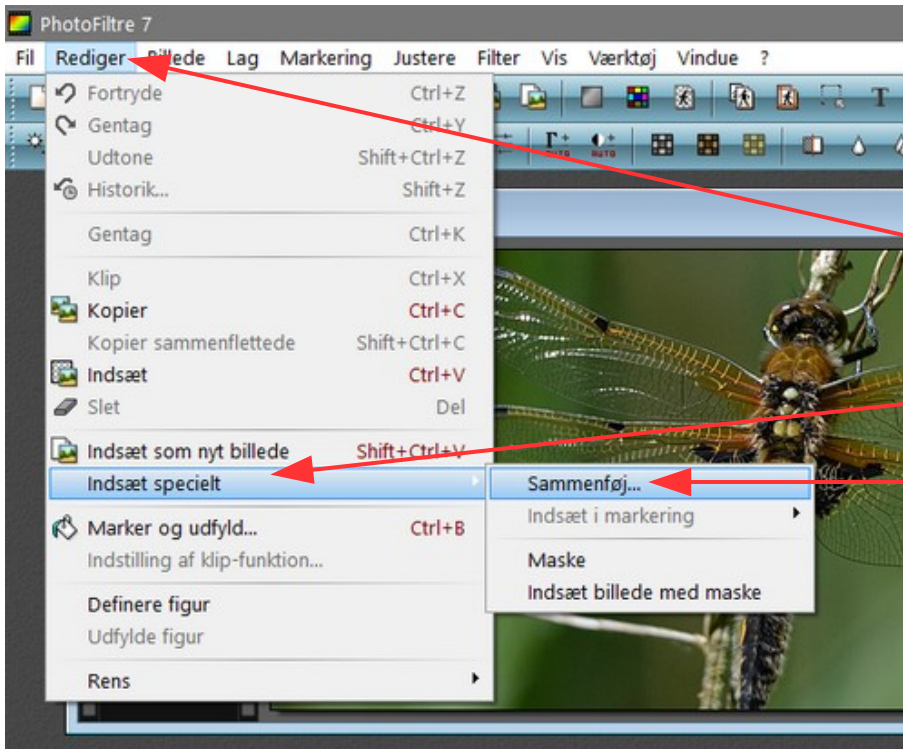 PhotoFiltre 7
Fil Rediger Billede Lag Markering Justere Filter Vis Værktøj Vindue ?
Fortryde Ctrl+Z
Gentag Ctrl+Y
Udtone Shift+Ctrl+Z
Historik... Shift+Z
Gentag Ctrl+K
Klip Ctrl+X
Kopier Ctrl+C
Kopier sammenflettede Shift+Ctrl+C
Indsæt Ctrl+V
Slet Del
Indsæt som nyt billede Shift+Ctrl+V
Indsæt specielt
Sammenføj...
Indsæt i markering
Maske
Indsæt billede med maske
Marker og udfyld... Ctrl+B
Indstilling af klip-funktion...
Definere figur
Udfylde figur
Rens